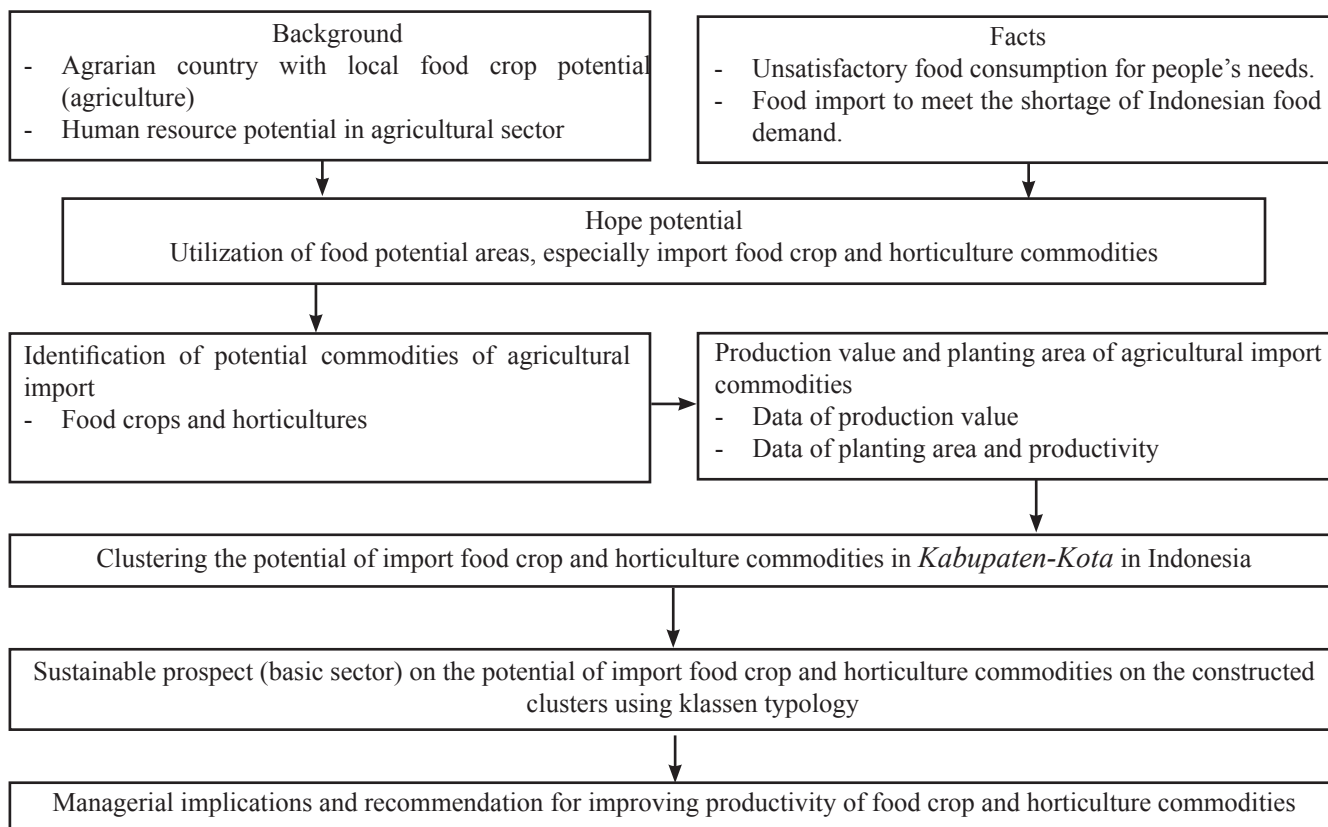 Background
- Agrarian country with local food crop potential
(agriculture)
- Human resource potential in agricultural sector
Facts
- Unsatisfactory food consumption for people's needs.
- Food import to meet the shortage of Indonesian food
demand.
Hope potential
Utilization of food potential areas, especially import food crop and horticulture commodities
Identification of potential commodities of agricultural
import
- Food crops and horticultures
Production value and planting area of agricultural import
commodities
- Data of production value
- Data of planting area and productivity
Clustering the potential of import food crop and horticulture commodities in Kabupaten-Kota in Indonesia
Sustainable prospect (basic sector) on the potential of import food crop and horticulture commodities on the constructed
clusters using klassen typology
Managerial implications and recommendation for improving productivity of food crop and horticulture commodities